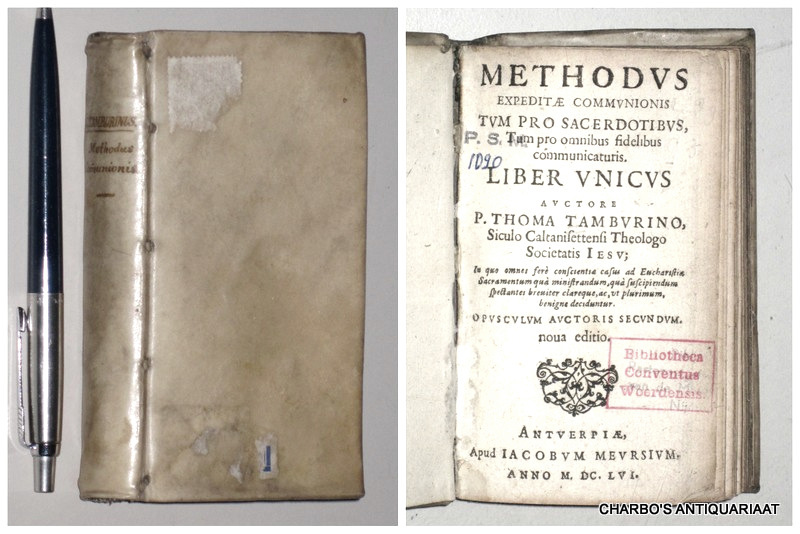 TAMBURINUS
Methodus
METHODVS
EXPEDITÆ COMMVNIONIS
TVM PRO SACERDOTIBVS,
Tum pro omnibus fidelibus
P. S.
communicaturis.
1020
LIBER VNICVS
AVCTORE
P. THOMA TAMBVRINO,
Siculo Caltaniſettenſi Theologo
Societatis IESV;
In quo omnes ferè conſcientiæ caſus ad Euchariſtiæ
Sacramentum quà miniſtrandum, quà ſuſcipiendum
ſpectantes breuiter clareque, ac, vt plurimum,
benigne deciduntur.
OPVSCVLVM AVCTORIS SECVNDVM.
noua editio.
Bibliotheca
Conventus
Woerdensis.
ANTVERPIÆ,
Apud IACOBVM MEVRSIVM.
ANNO M. DC. LVI.
CHARBO'S ANTIQUARIAAT